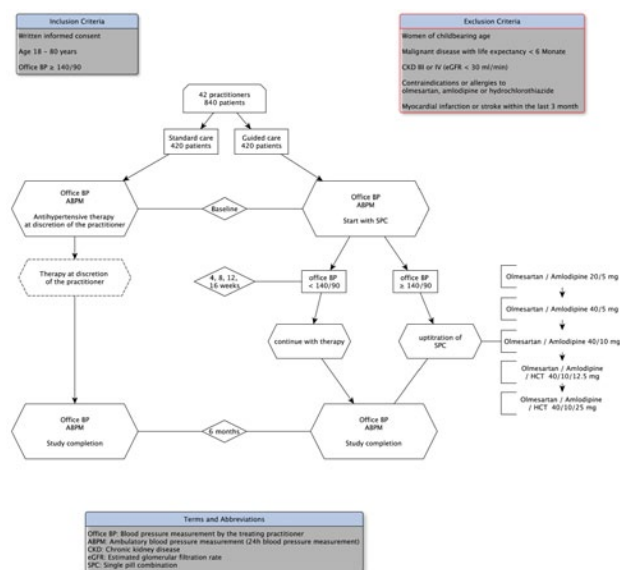 Inclusion Criteria
Written informed consent
Age 18 – 80 years
Office BP ≥ 140/90
Exclusion Criteria
Women of childbearing age
Malignant disease with life expectancy < 6 Monate
CKD III or IV (eGFR < 30 ml/min)
Contraindications or allergies to
olmesartan, amlodipine or hydrochlorothiazide
Myocardial infarction or stroke within the last 3 month
42 practitioners
840 patients
Standard care
420 patients
Guided care
420 patients
Office BP
ABPM
Antihypertensive therapy
at discretion of the practitioner
Baseline
Office BP
ABPM
Start with SPC
Therapy at discretion
of the practitioner
4, 8, 12,
16 weeks
office BP
< 140/90
office BP
≥ 140/90
continue with therapy
uptitration of
SPC
Olmesartan / Amlodipine 20/5 mg
Olmesartan / Amlodipine 40/5 mg
Olmesartan / Amlodipine 40/10 mg
Olmesartan / Amlodipine
/ HCT 40/10/12.5 mg
Olmesartan / Amlodipine
/ HCT 40/10/25 mg
Office BP
ABPM
Study completion
6 months
Office BP
ABPM
Study completion
Terms and Abbreviations
Office BP: Blood pressure measurement by the treating practitioner
ABPM: Ambulatory blood pressure measurement (24h blood pressure measurement)
CKD: Chronic kidney disease
eGFR: Estimated glomerular filtration rate
SPC: Single pill combination